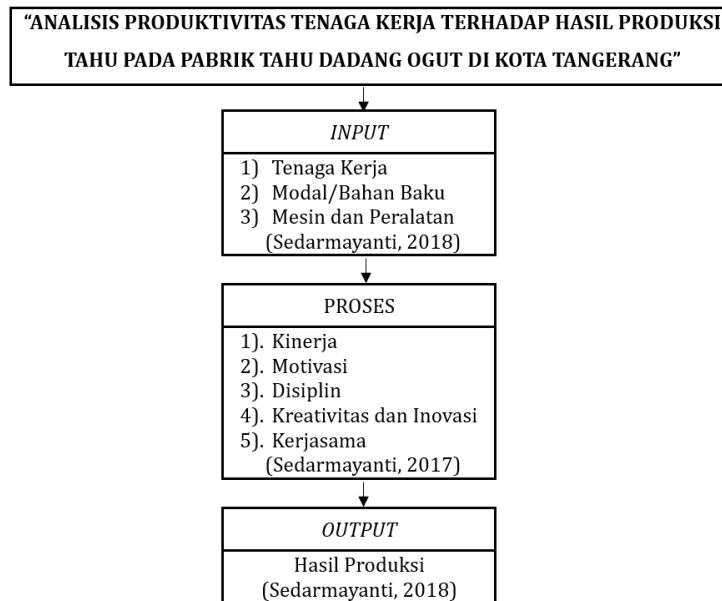 “ANALISIS PRODUKTIVITAS TENAGA KERJA TERHADAP HASIL PRODUKSI
TAHU PADA PABRIK TAHU DADANG OGUT DI KOTA TANGERANG”
INPUT
1) Tenaga Kerja
2) Modal/Bahan Baku
3) Mesin dan Peralatan
(Sedarmayanti, 2018)
PROSES
1). Kinerja
2). Motivasi
3). Disiplin
4). Kreativitas dan Inovasi
5). Kerjasama
(Sedarmayanti, 2017)
OUTPUT
Hasil Produksi
(Sedarmayanti, 2018)